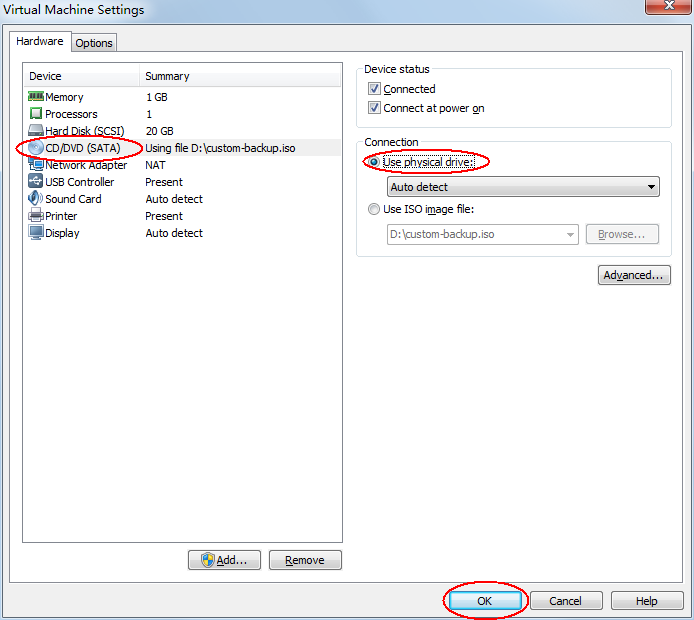 Virtual Machine Settings
Hardware Options
Device Summary
Memory 1 GB
Processors 1
Hard Disk (SCSI) 20 GB
CD/DVD (SATA) Using file D:\custom-backup.iso
Network Adapter NAT
USB Controller Present
Sound Card Auto detect
Printer Present
Display Auto detect
Add... Remove
Device status
Connected
Connect at power on
Connection
Use physical drive:
Auto detect
Use ISO image file:
D:\custom-backup.iso Browse...
Advanced...
OK Cancel Help